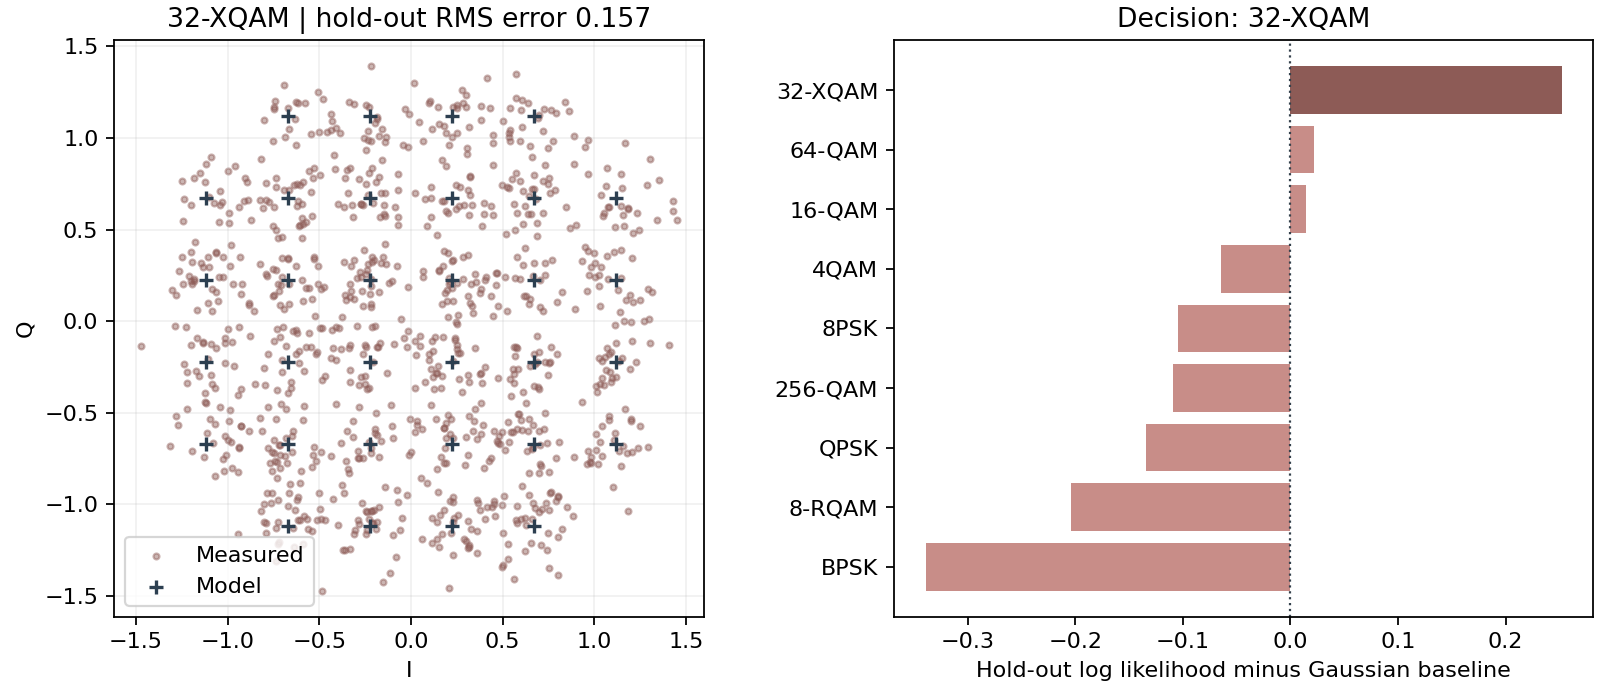 32-XQAM | hold-out RMS error 0.157
1.5
1.0
0.5
0.0
−0.5
−1.0
−1.5
Q
Measured
Model
−1.5
−1.0
−0.5
0.0
0.5
1.0
1.5
I
Decision: 32-XQAM
32-XQAM
64-QAM
16-QAM
4QAM
8PSK
256-QAM
QPSK
8-RQAM
BPSK
−0.3
−0.2
−0.1
0.0
0.1
0.2
Hold-out log likelihood minus Gaussian baseline